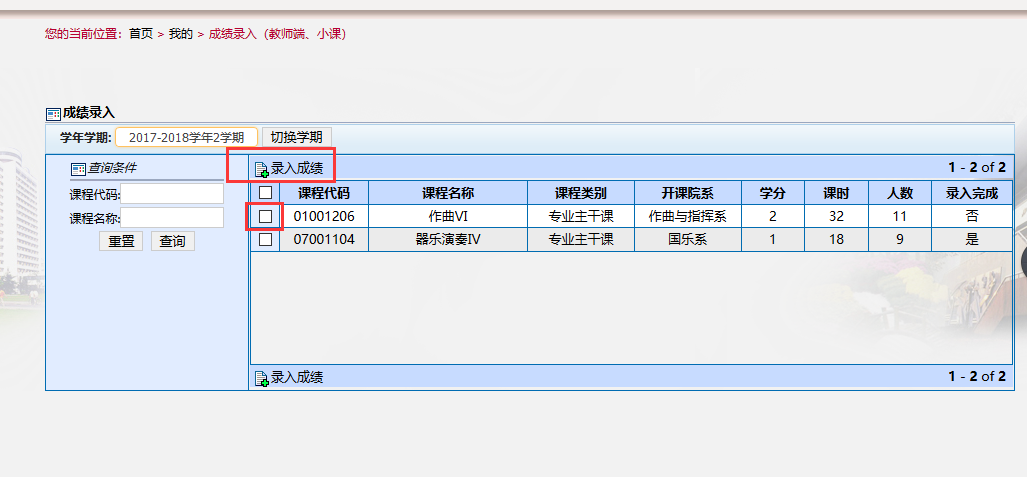 您的当前位置：首页 > 我的 > 成绩录入（教师端、小课）
成绩录入
学年学期: 2017-2018学年2学期 切换学期
查询条件
课程代码:
课程名称:
重置 查询
录入成绩 1 - 2 of 2
课程代码 课程名称 课程类别 开课院系 学分 课时 人数 录入完成
01001206 作曲VI 专业主干课 作曲与指挥系 2 32 11 否
07001104 器乐演奏IV 专业主干课 国乐系 1 18 9 是
录入成绩 1 - 2 of 2